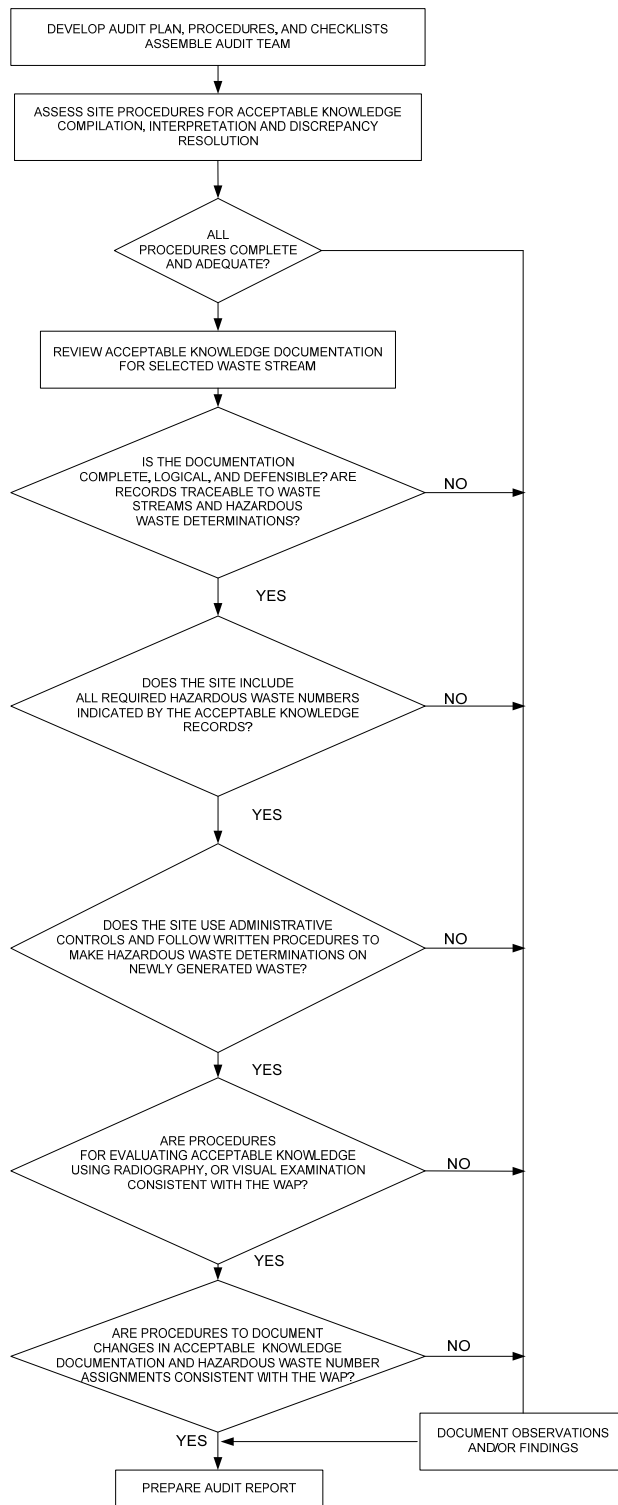 DEVELOP AUDIT PLAN, PROCEDURES, AND CHECKLISTS
ASSEMBLE AUDIT TEAM
ASSESS SITE PROCEDURES FOR ACCEPTABLE KNOWLEDGE
COMPILATION, INTERPRETATION AND DISCREPANCY
RESOLUTION
ALL
PROCEDURES COMPLETE
AND ADEQUATE?
REVIEW ACCEPTABLE KNOWLEDGE DOCUMENTATION
FOR SELECTED WASTE STREAM
IS THE DOCUMENTATION
COMPLETE, LOGICAL, AND DEFENSIBLE? ARE
RECORDS TRACEABLE TO WASTE
STREAMS AND HAZARDOUS
WASTE DETERMINATIONS?
NO
YES
DOES THE SITE INCLUDE
ALL REQUIRED HAZARDOUS WASTE NUMBERS
INDICATED BY THE ACCEPTABLE KNOWLEDGE
RECORDS?
NO
YES
DOES THE SITE USE ADMINISTRATIVE
CONTROLS AND FOLLOW WRITTEN PROCEDURES TO
MAKE HAZARDOUS WASTE DETERMINATIONS ON
NEWLY GENERATED WASTE?
NO
YES
ARE PROCEDURES
FOR EVALUATING ACCEPTABLE KNOWLEDGE
USING RADIOGRAPHY, OR VISUAL EXAMINATION
CONSISTENT WITH THE WAP?
NO
YES
ARE PROCEDURES TO DOCUMENT
CHANGES IN ACCEPTABLE KNOWLEDGE
DOCUMENTATION AND HAZARDOUS WASTE NUMBER
ASSIGNMENTS CONSISTENT WITH THE WAP?
NO
YES
DOCUMENT OBSERVATIONS
AND/OR FINDINGS
PREPARE AUDIT REPORT